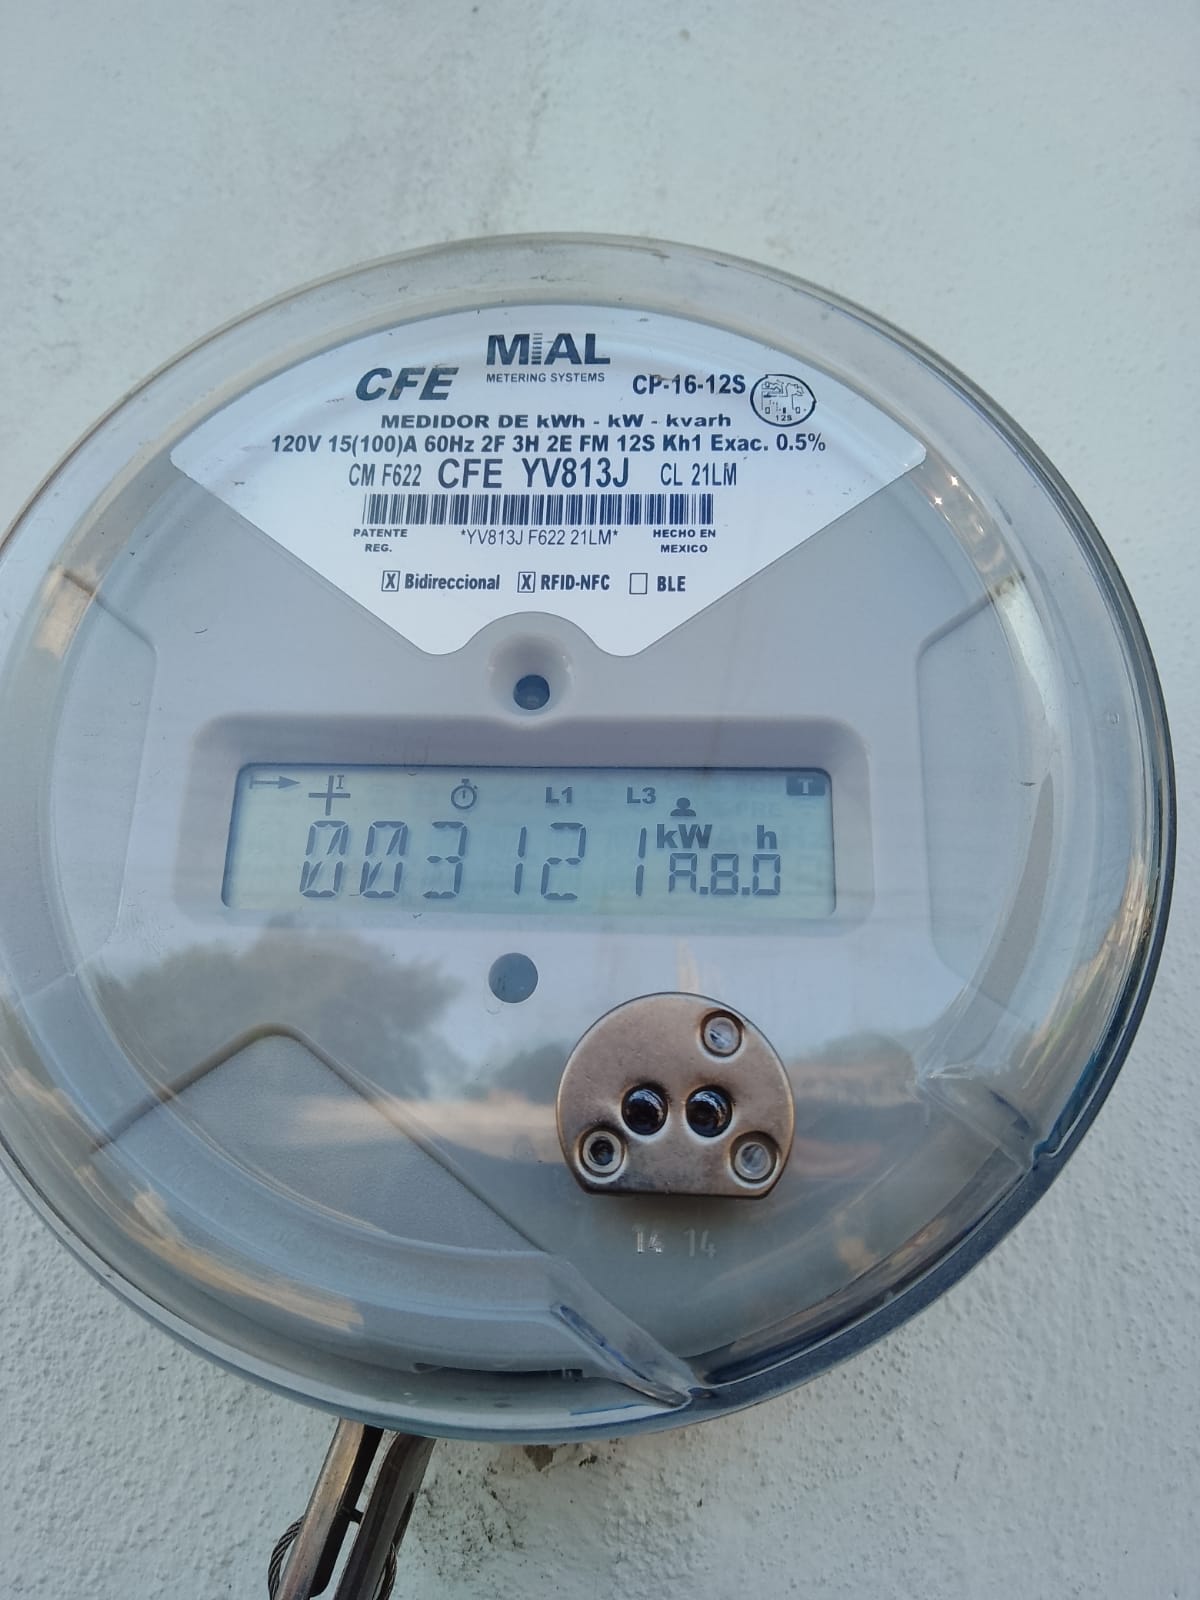 MIAL
METERING SYSTEMS
CFE
CP-16-12S
12S
MEDIDOR DE kWh - kW - kvarh
120V 15(100)A 60Hz 2F 3H 2E FM 12S Kh1 Exac. 0.5%
CM F622 CFE YV813J CL 21LM
PATENTE REG. *YV813J F622 21LM* HECHO EN MEXICO
X Bidireccional X RFID-NFC BLE
L1 L3 T
003121 kW h
A.8.0
14 14